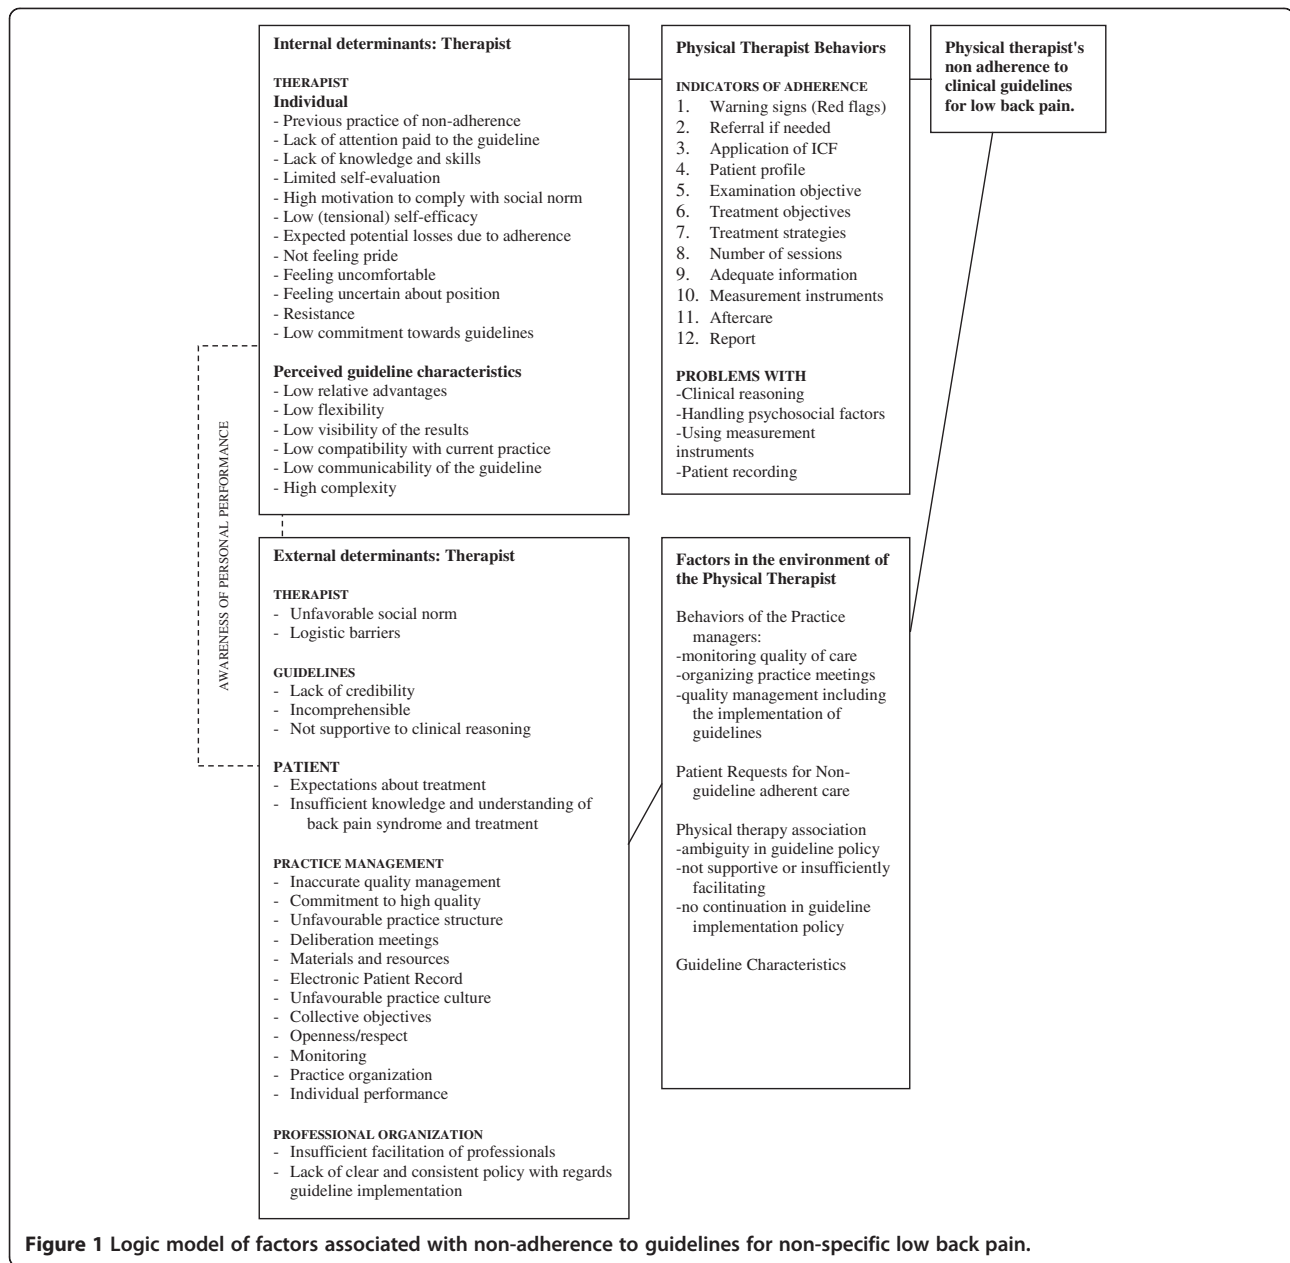 Internal determinants: Therapist
THERAPIST
Individual
- Previous practice of non-adherence
- Lack of attention paid to the guideline
- Lack of knowledge and skills
- Limited self-evaluation
- High motivation to comply with social norm
- Low (tensional) self-efficacy
- Expected potential losses due to adherence
- Not feeling pride
- Feeling uncomfortable
- Feeling uncertain about position
- Resistance
- Low commitment towards guidelines
Perceived guideline characteristics
- Low relative advantages
- Low flexibility
- Low visibility of the results
- Low compatibility with current practice
- Low communicability of the guideline
- High complexity
Physical Therapist Behaviors
INDICATORS OF ADHERENCE
1. Warning signs (Red flags)
2. Referral if needed
3. Application of ICF
4. Patient profile
5. Examination objective
6. Treatment objectives
7. Treatment strategies
8. Number of sessions
9. Adequate information
10. Measurement instruments
11. Aftercare
12. Report
PROBLEMS WITH
-Clinical reasoning
-Handling psychosocial factors
-Using measurement
instruments
-Patient recording
Physical therapist's
non adherence to
clinical guidelines
for low back pain.
AWARENESS OF PERSONAL PERFORMANCE
External determinants: Therapist
THERAPIST
- Unfavorable social norm
- Logistic barriers
GUIDELINES
- Lack of credibility
- Incomprehensible
- Not supportive to clinical reasoning
PATIENT
- Expectations about treatment
- Insufficient knowledge and understanding of
back pain syndrome and treatment
PRACTICE MANAGEMENT
- Inaccurate quality management
- Commitment to high quality
- Unfavourable practice structure
- Deliberation meetings
- Materials and resources
- Electronic Patient Record
- Unfavourable practice culture
- Collective objectives
- Openness/respect
- Monitoring
- Practice organization
- Individual performance
PROFESSIONAL ORGANIZATION
- Insufficient facilitation of professionals
- Lack of clear and consistent policy with regards
guideline implementation
Factors in the environment of
the Physical Therapist
Behaviors of the Practice
managers:
-monitoring quality of care
-organizing practice meetings
-quality management including
the implementation of
guidelines
Patient Requests for Non-
guideline adherent care
Physical therapy association
-ambiguity in guideline policy
-not supportive or insufficiently
facilitating
-no continuation in guideline
implementation policy
Guideline Characteristics
Figure 1 Logic model of factors associated with non-adherence to guidelines for non-specific low back pain.